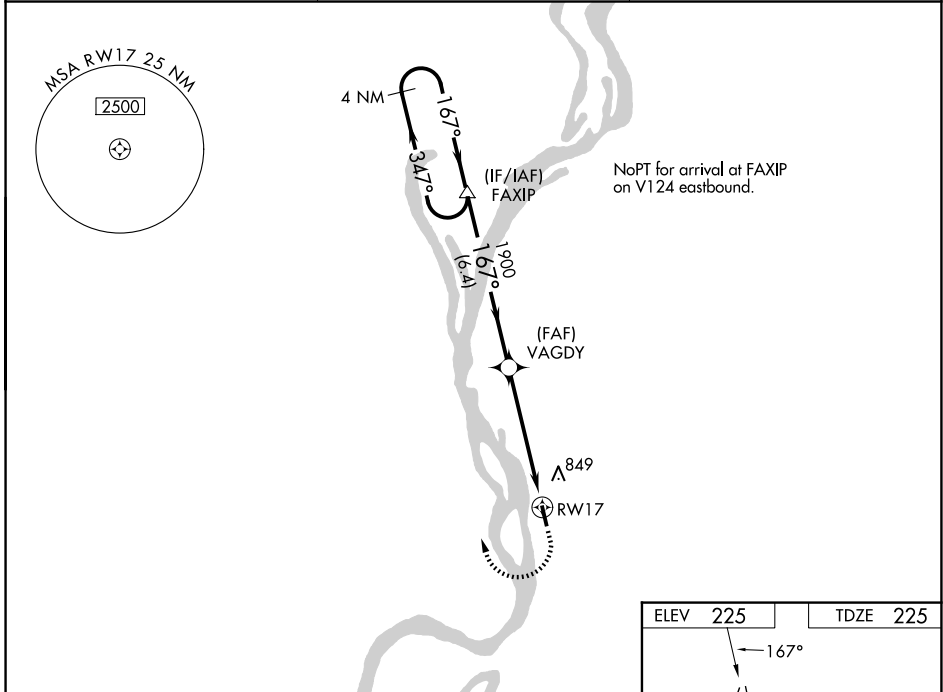 MSA RW17 25 NM
2500
4 NM
167°
347°
(IF/IAF)
FAXIP
NoPT for arrival at FAXIP
on V124 eastbound.
1900
167°
(6.4)
(FAF)
VAGDY
849
RW17
ELEV 225
TDZE 225
167°